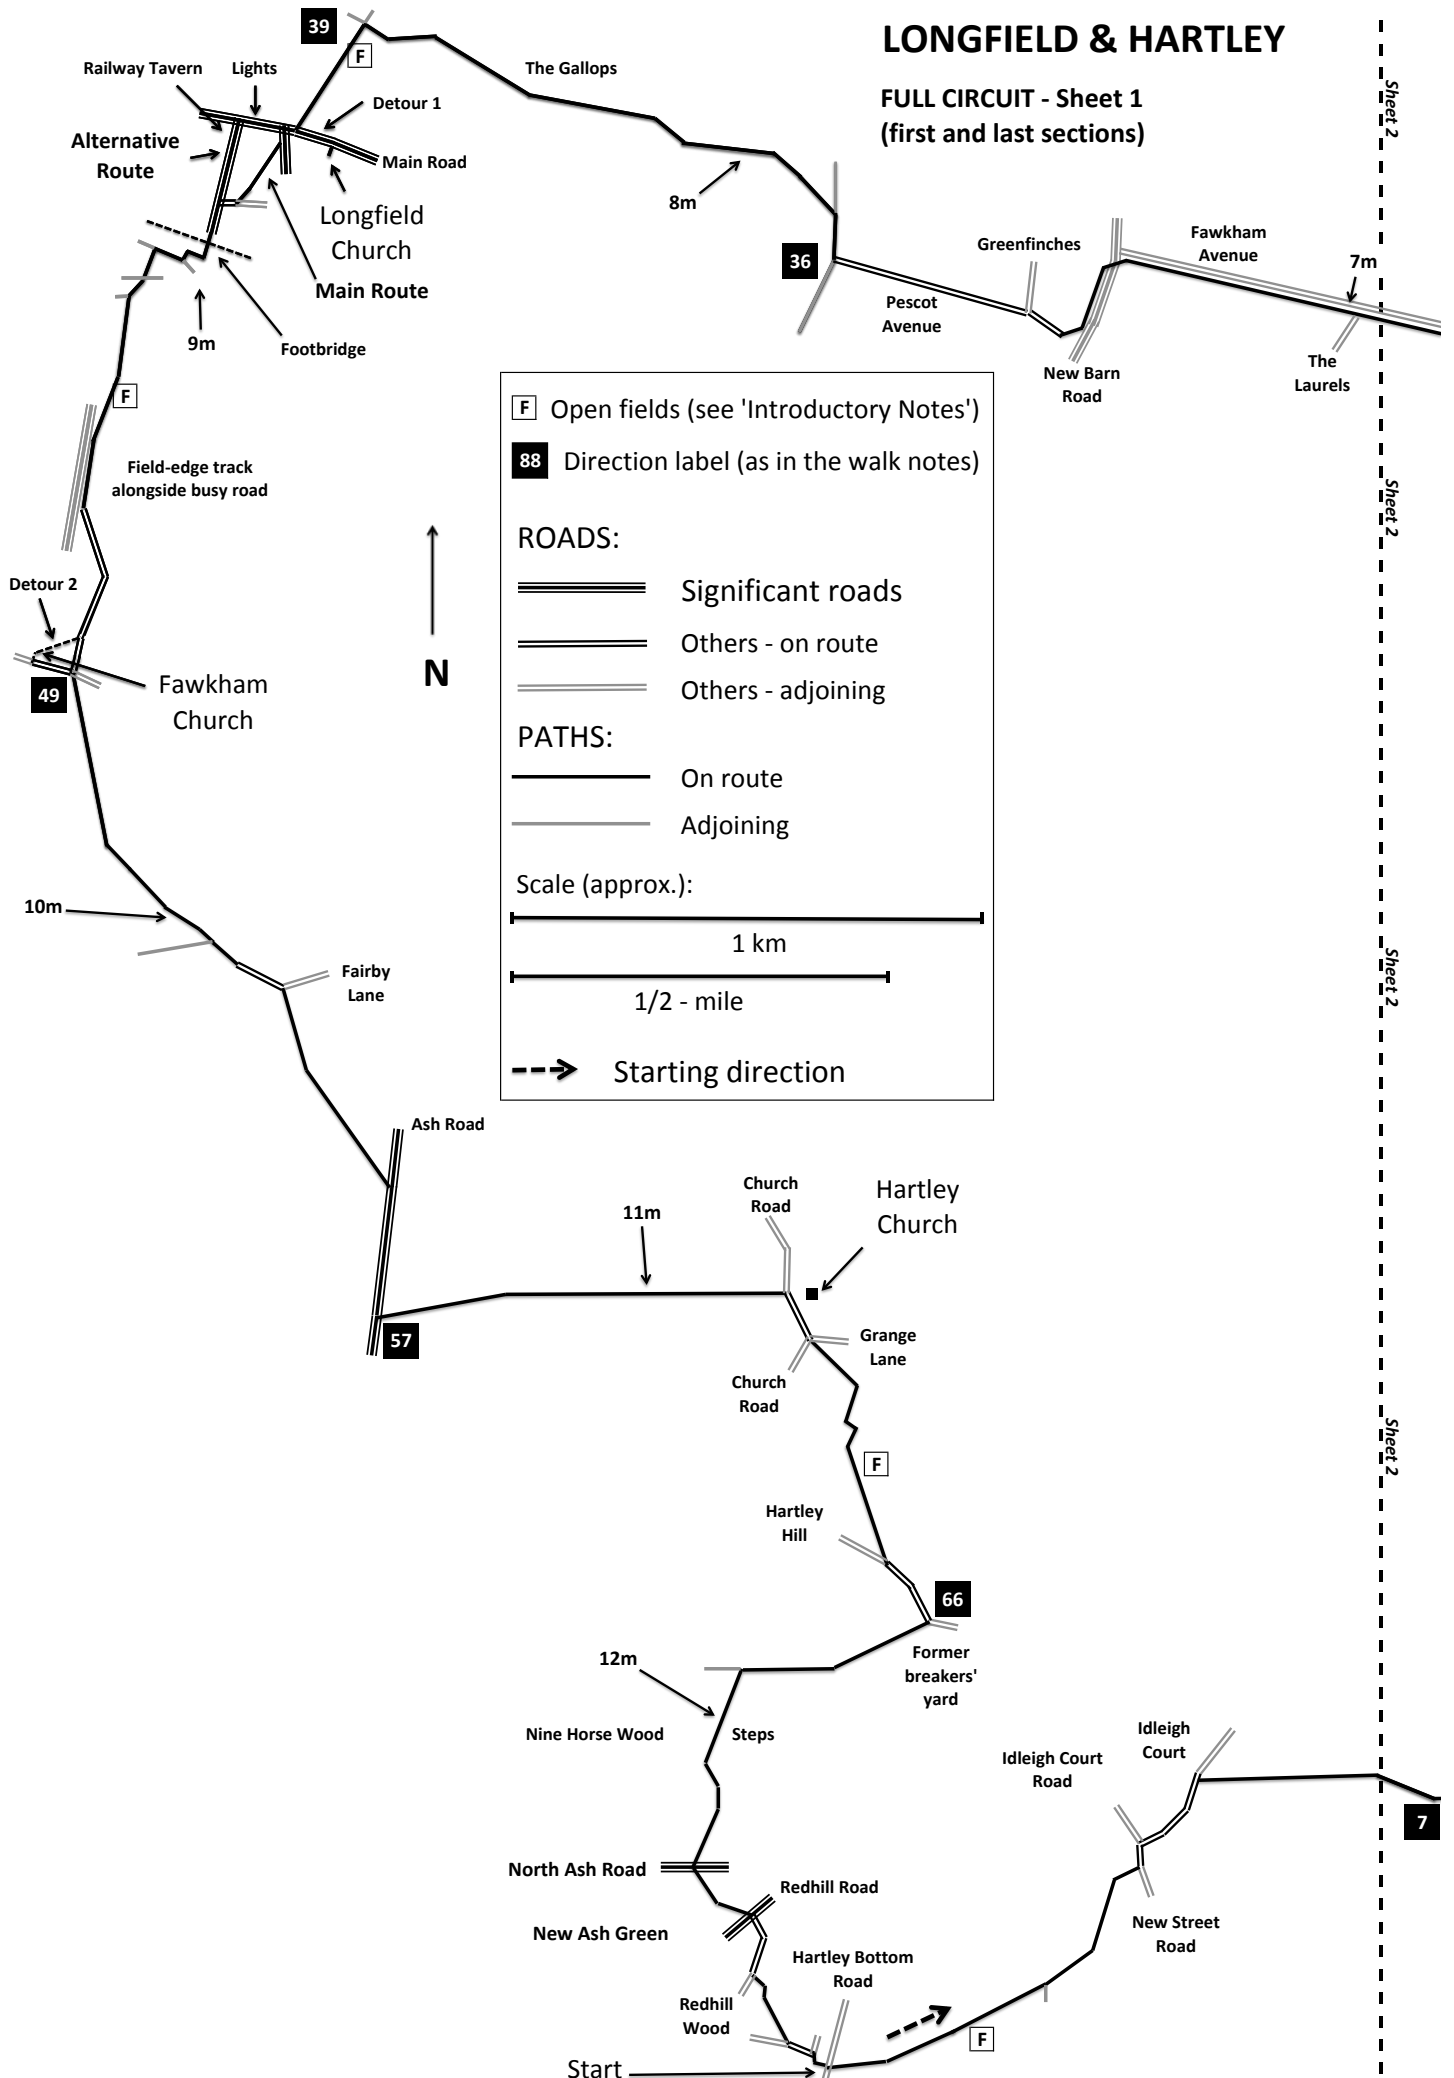 LONGFIELD & HARTLEY
FULL CIRCUIT - Sheet 1
(first and last sections)
39
F
The Gallops
Railway Tavern
Lights
Detour 1
Alternative
Route
Main Road
Longfield
Church
Main Route
8m
Sheet 2
36
Greenfinches
Fawkham
Avenue
7m
Pescot
Avenue
New Barn
Road
The
Laurels
9m
Footbridge
F
Field-edge track
alongside busy road
Detour 2
49
Fawkham
Church
N
F Open fields (see 'Introductory Notes')
88 Direction label (as in the walk notes)
ROADS:
Significant roads
Others - on route
Others - adjoining
PATHS:
On route
Adjoining
Scale (approx.):
1 km
1/2 - mile
Starting direction
Sheet 2
Sheet 2
10m
Fairby
Lane
Ash Road
57
11m
Church
Road
Hartley
Church
Grange
Lane
Church
Road
F
Sheet 2
Hartley
Hill
66
Former
breakers'
yard
12m
Nine Horse Wood
Steps
Idleigh Court
Road
Idleigh
Court
7
North Ash Road
Redhill Road
New Ash Green
New Street
Road
Hartley Bottom
Road
Redhill
Wood
F
Start